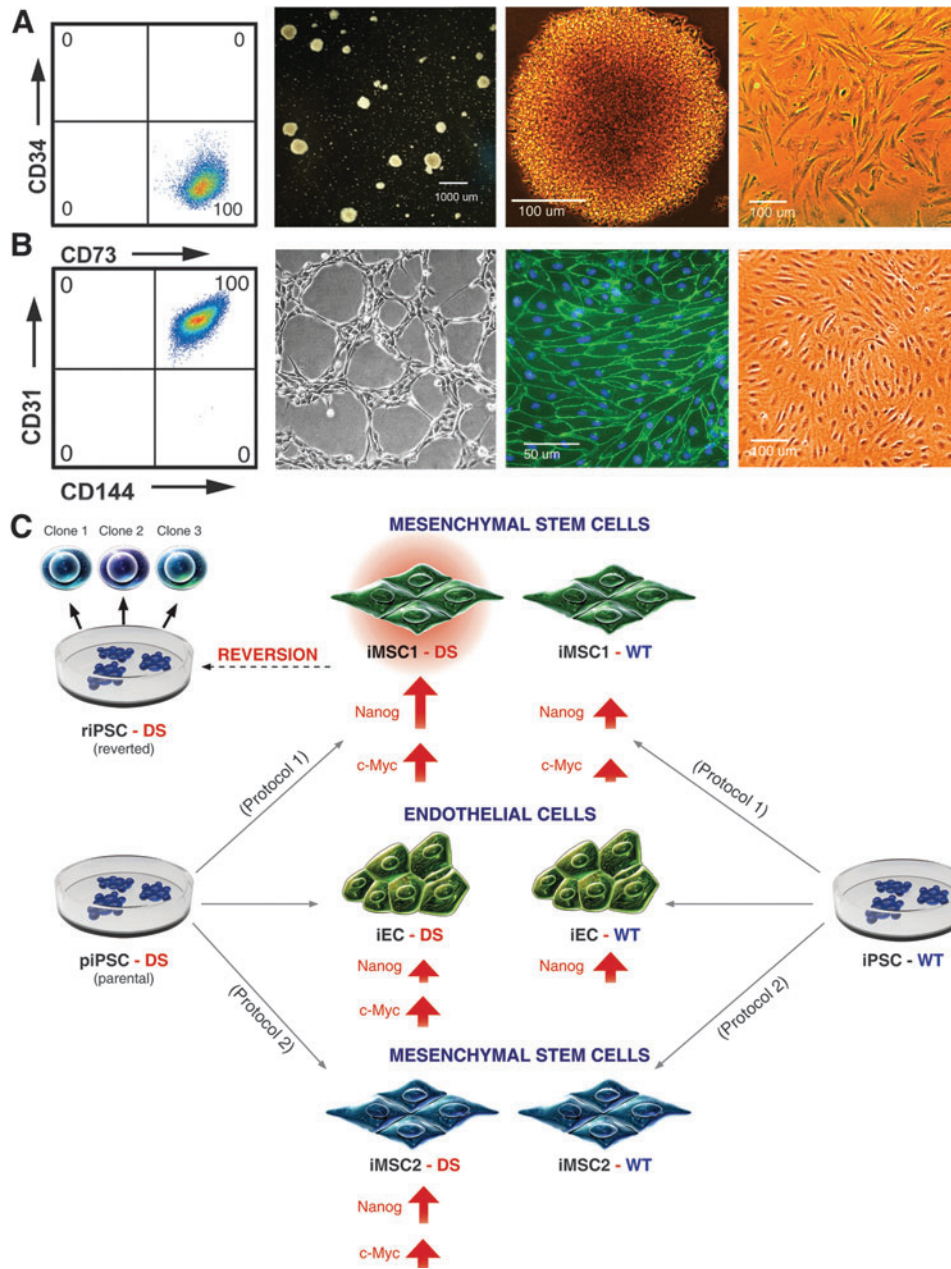 A
0
0
CD34
0
100
CD73
1000 um
100 um
100 um
B
0
100
CD31
0
0
CD144
50 um
100 um
C
Clone 1 Clone 2 Clone 3
MESENCHYMAL STEM CELLS
REVERSION
iMSC1 - DS
iMSC1 - WT
riPSC - DS
(reverted)
Nanog
Nanog
c-Myc
c-Myc
(Protocol 1)
(Protocol 1)
ENDOTHELIAL CELLS
piPSC - DS
(parental)
iEC - DS
iEC - WT
iPSC - WT
Nanog
Nanog
c-Myc
(Protocol 2)
(Protocol 2)
MESENCHYMAL STEM CELLS
iMSC2 - DS
iMSC2 - WT
Nanog
c-Myc